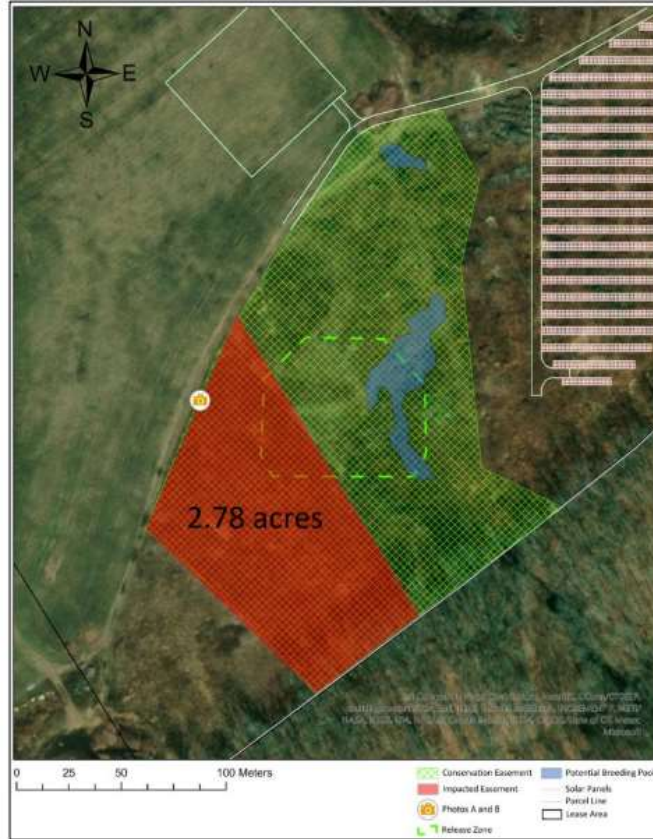 N
W E
S
2.78 acres
0 25 50 100 Meters
Conservation Easement
Impacted Easement
Photos A and B
Release Zone
Potential Breeding Pool
Solar Panels
Parcel Line
Lease Area